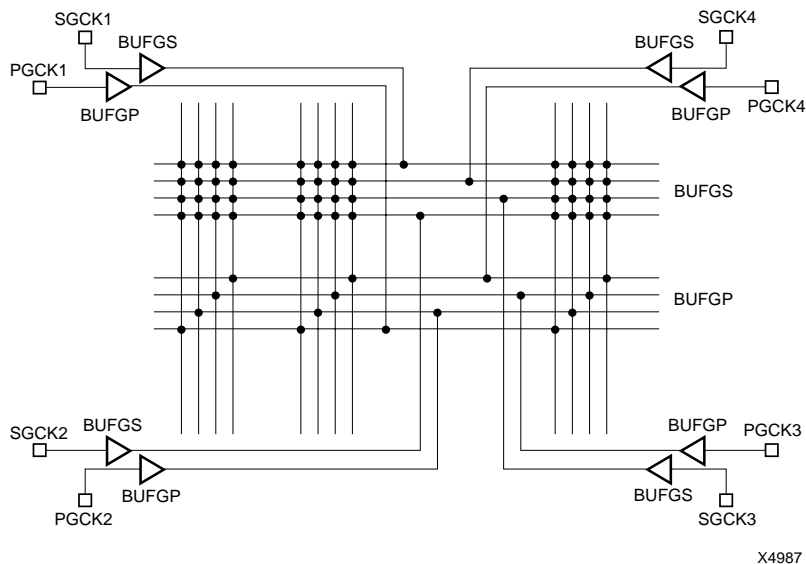 SGCK1
SGCK4
BUFGS
BUFGS
PGCK1
BUFGP
BUFGP
PGCK4
BUFGS
BUFGP
BUFGS
BUFGP
SGCK2
PGCK3
BUFGP
BUFGS
PGCK2
SGCK3
X4987